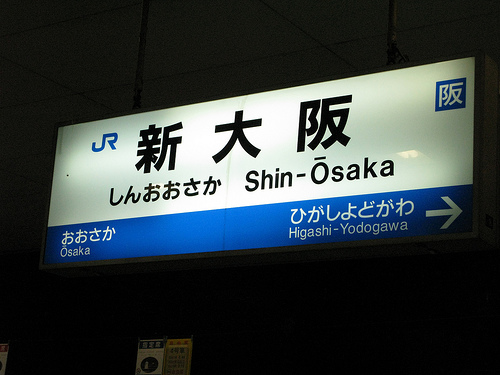 JR 新大阪 阪
しんおおさか Shin-Ōsaka
おおさか ひがしよどがわ
Ōsaka Higashi-Yodogawa